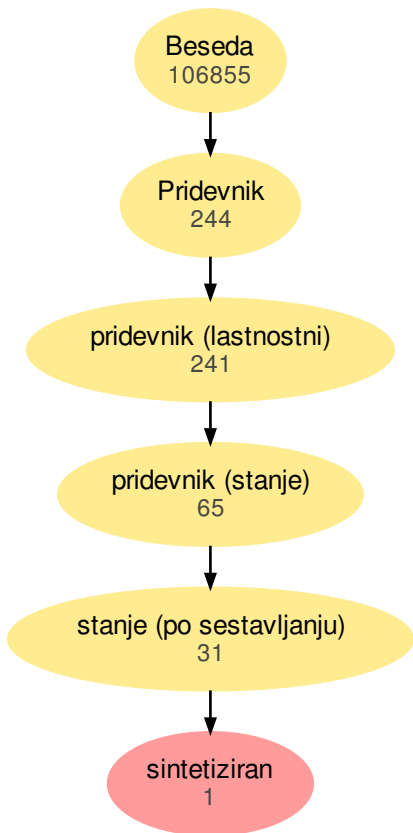 Beseda
106855
Pridevnik
244
pridevnik (lastnostni)
241
pridevnik (stanje)
65
stanje (po sestavljanju)
31
sintetiziran
1